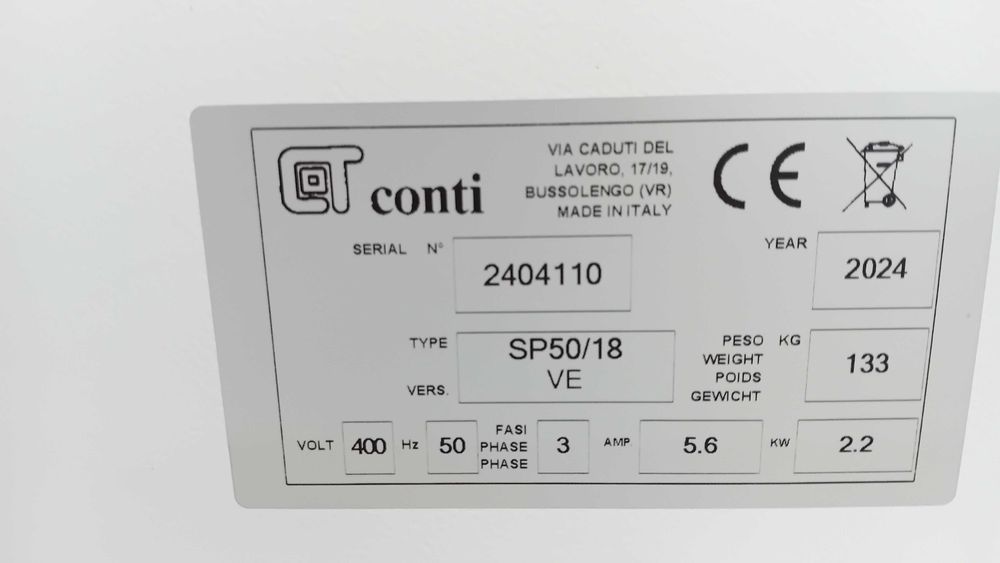 CT conti
VIA CADUTI DEL
LAVORO, 17/19,
BUSSOLENGO (VR)
MADE IN ITALY
CE
SERIAL N° 2404110
YEAR 2024
TYPE SP50/18
VERS. VE
PESO KG
WEIGHT
POIDS
GEWICHT
133
VOLT 400 Hz 50
FASI
PHASE
PHASE
3 AMP. 5.6 KW 2.2